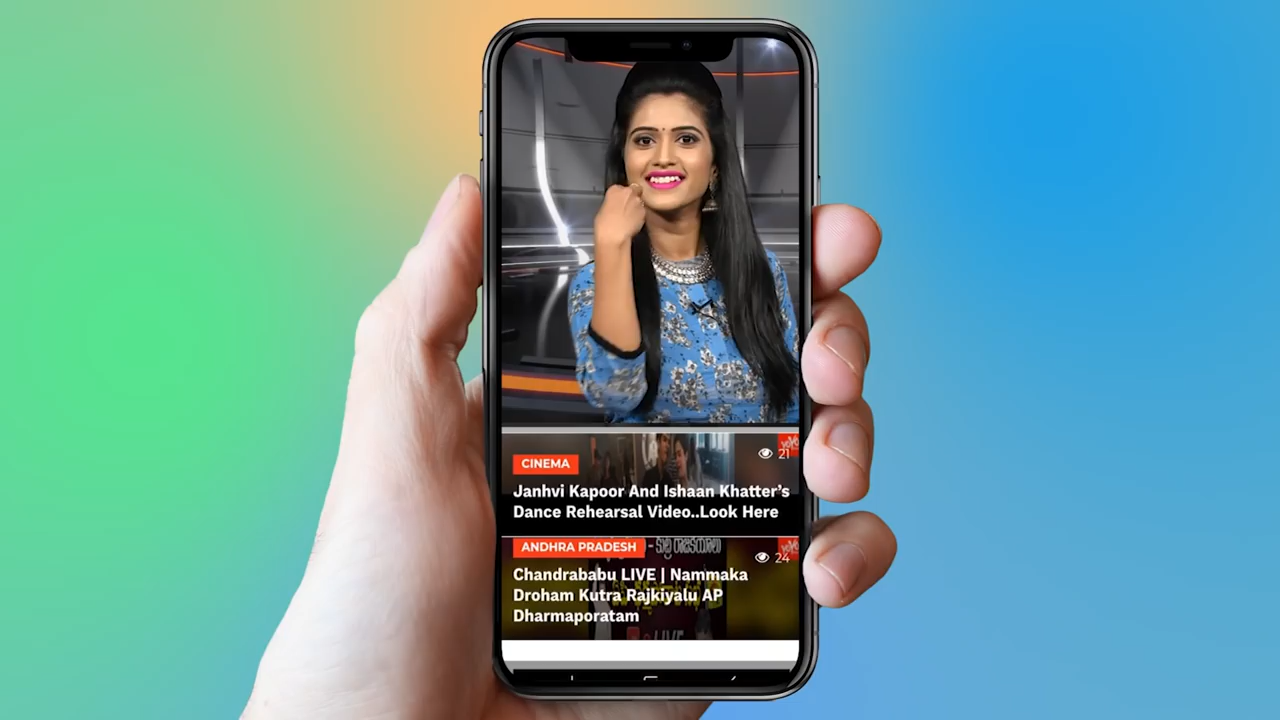 21
CINEMA
Janhvi Kapoor And Ishaan Khatter's
Dance Rehearsal Video..Look Here
ANDHRA PRADESH
24
Chandrababu LIVE | Nammaka
Droham Kutra Rajkiyalu AP
Dharmaporatam
LIVE